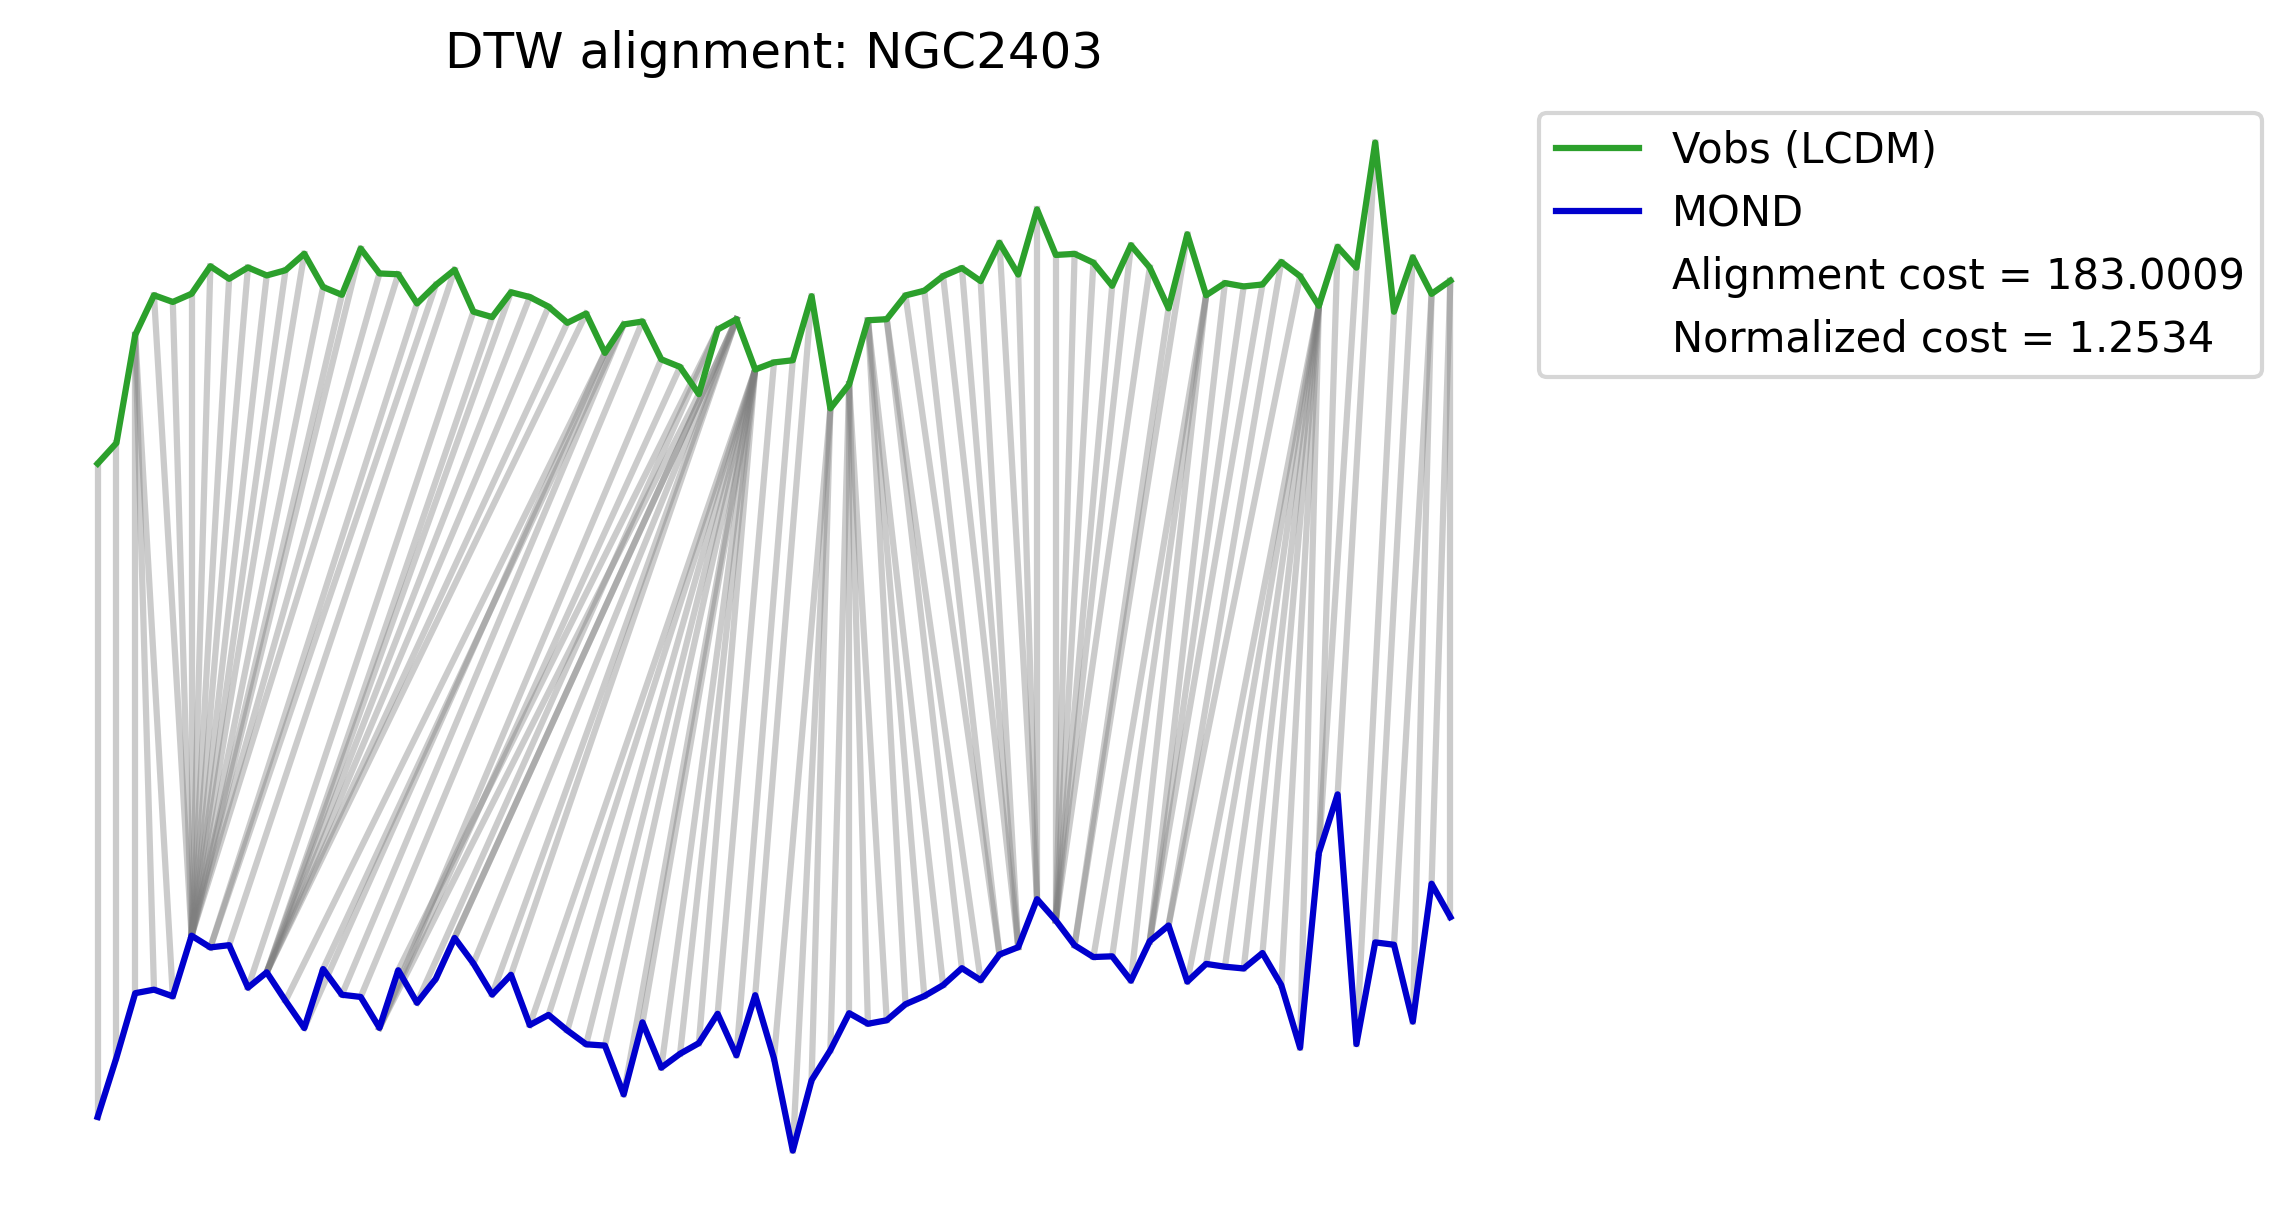 DTW alignment: NGC2403
Vobs (LCDM)
MOND
Alignment cost = 183.0009
Normalized cost = 1.2534